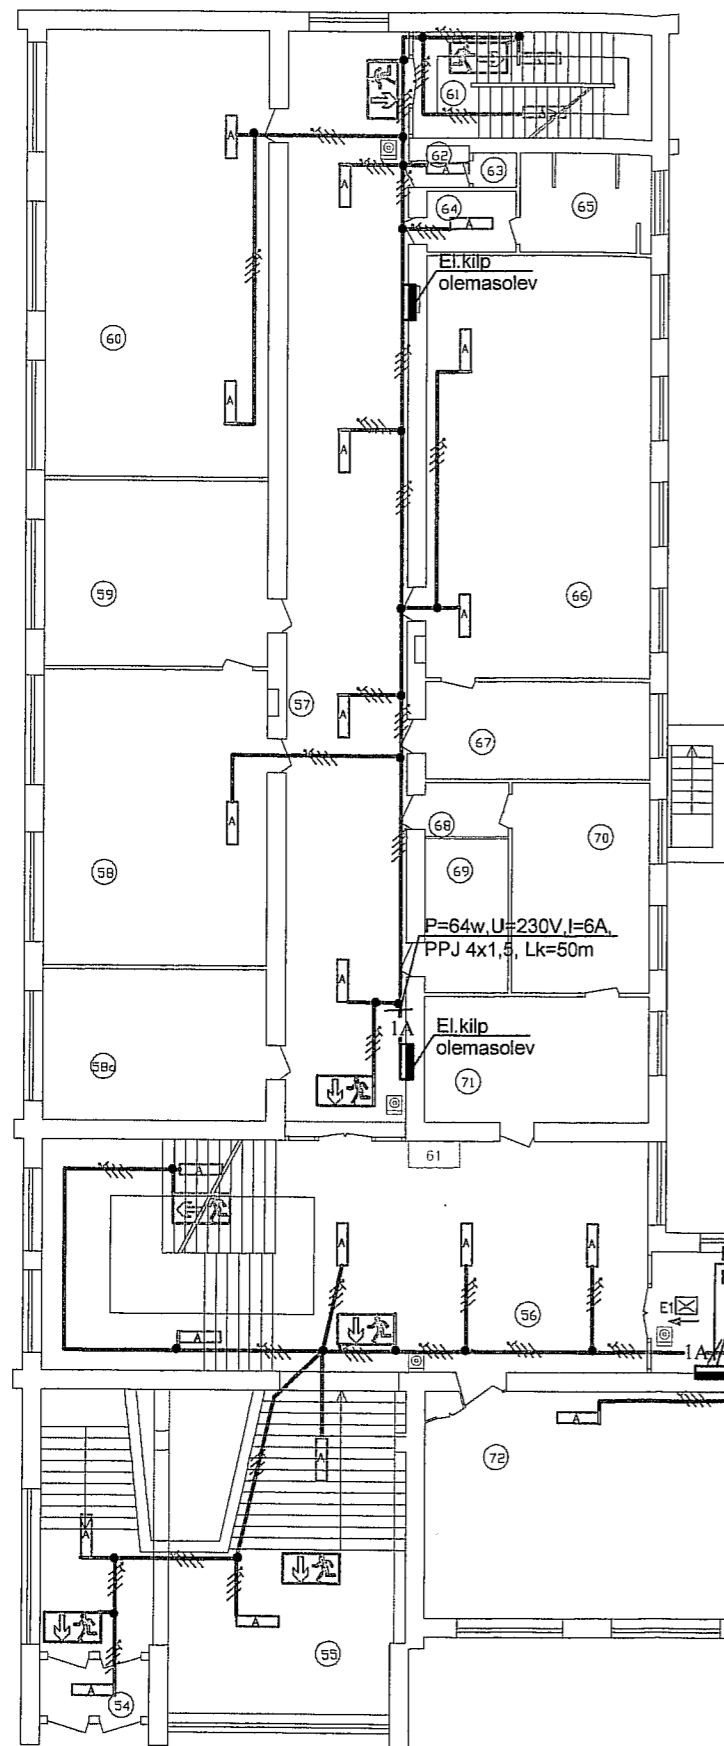 61
A
62
A
63
A
64
A
65
El.kilp
olemasolev
60
A
A
A
59
66
A
57
A
67
58
A
68
70
69
P=64w,U=230V,I=6A,
PPJ 4x1,5, Lk=50m
A
1A
El.kilp
olemasolev
58a
71
61
A
A
A
A
56
E1
A
1A
A
72
A
A
A
55
A
54